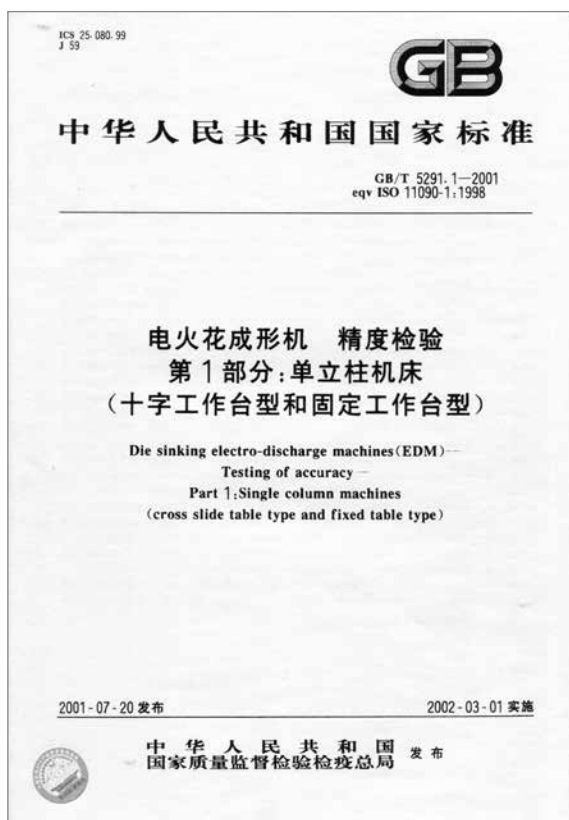 ICS 25.080.99
J 59
GB
中华人民共和国国家标准
GB/T 5291.1—2001
eqv ISO 11090-1:1998
电火花成形机 精度检验
第1部分:单立柱机床
(十字工作台型和固定工作台型)
Die sinking electro-discharge machines(EDM)—
Testing of accuracy—
Part 1:Single column machines
(cross slide table type and fixed table type)
2001-07-20发布
2002-03-01实施
中华人民共和国
国家质量监督检验检疫总局
发布